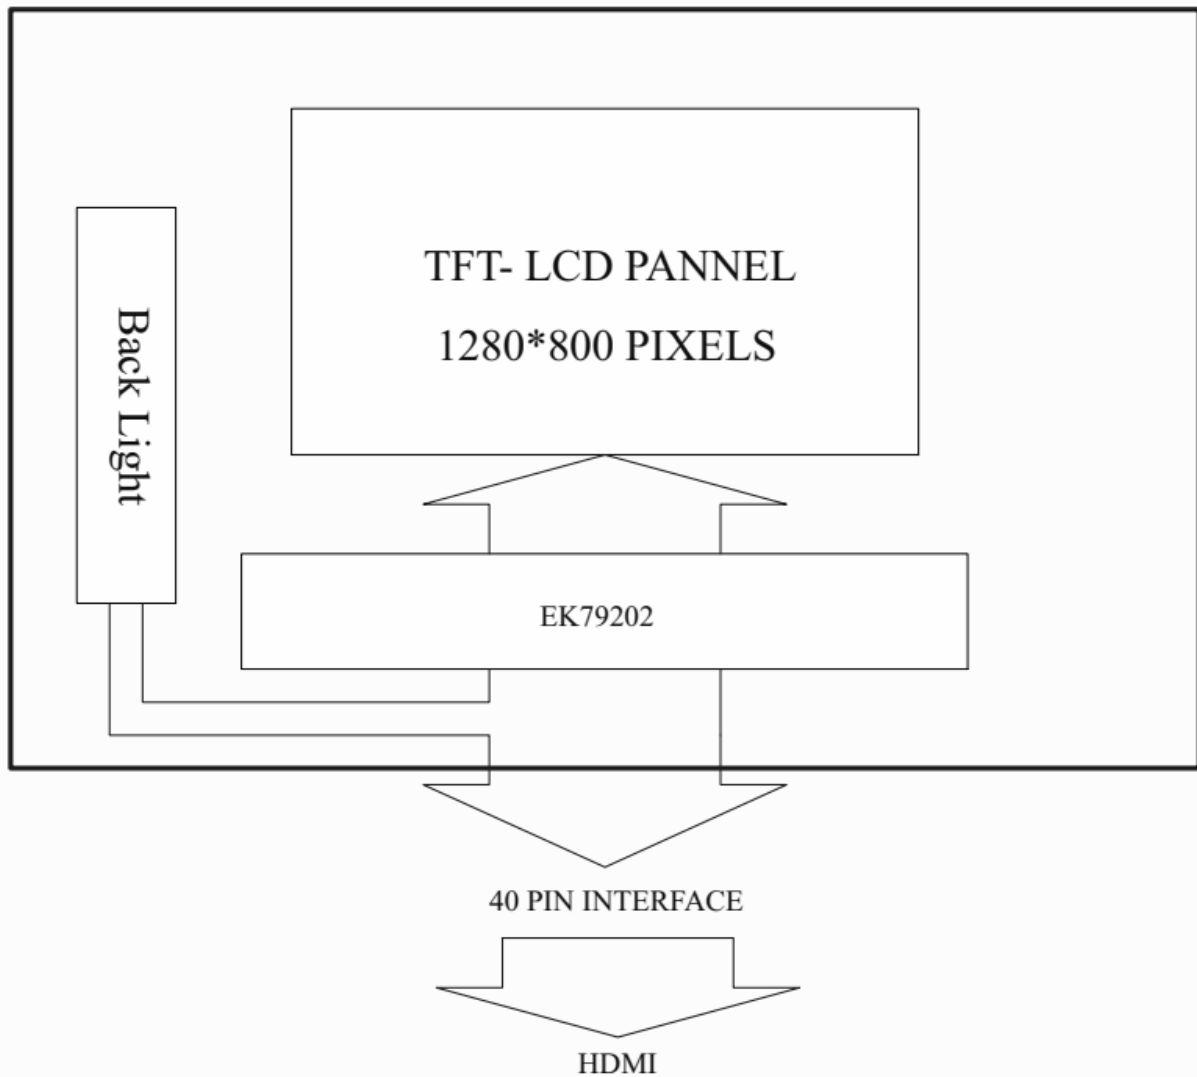 TFT- LCD PANNEL
1280*800 PIXELS
Back Light
EK79202
40 PIN INTERFACE
HDMI